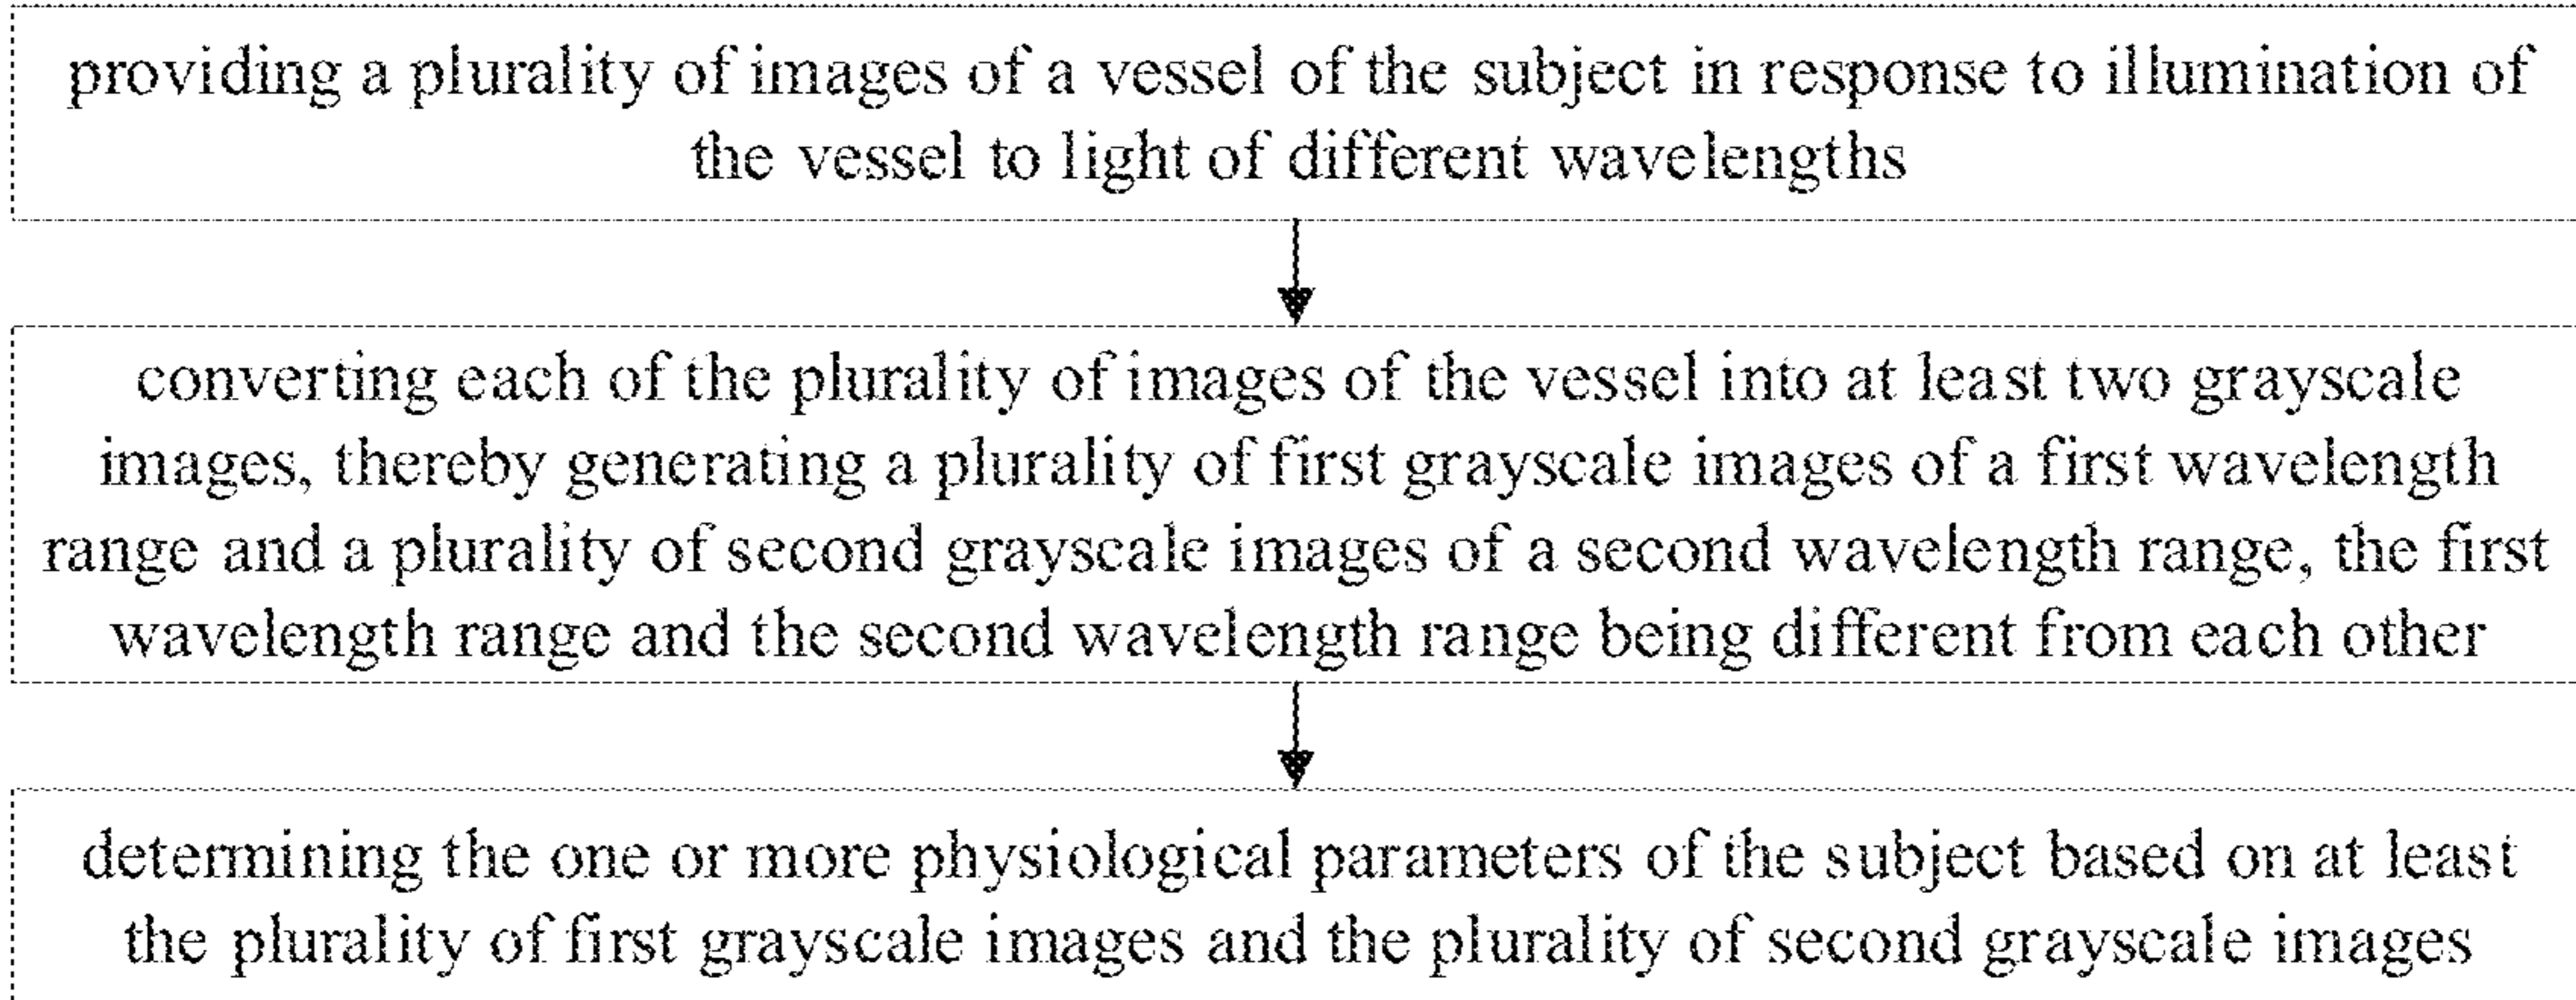 providing a plurality of images of a vessel of the subject in response to illumination of
the vessel to light of different wavelengths
converting each of the plurality of images of the vessel into at least two grayscale
images, thereby generating a plurality of first grayscale images of a first wavelength
range and a plurality of second grayscale images of a second wavelength range, the first
wavelength range and the second wavelength range being different from each other
determining the one or more physiological parameters of the subject based on at least
the plurality of first grayscale images and the plurality of second grayscale images